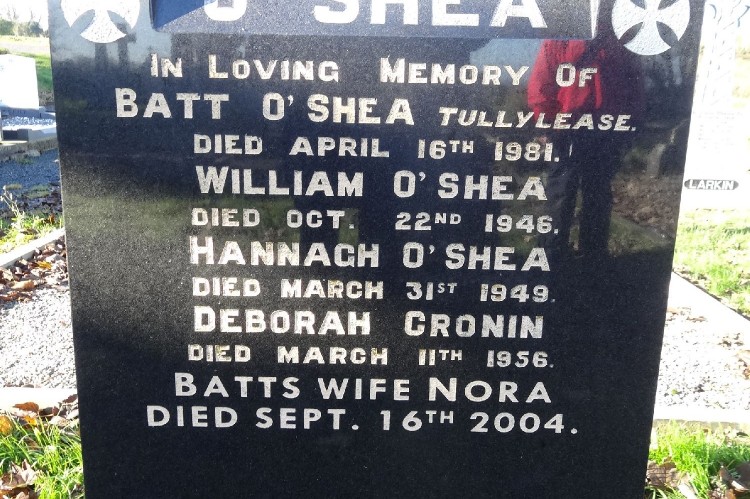 O'SHEA
IN LOVING MEMORY OF
BATT O'SHEA TULLYLEASE.
DIED APRIL 16TH 1981.
WILLIAM O'SHEA
DIED OCT. 22ND 1946.
HANNAGH O'SHEA
DIED MARCH 31ST 1949.
DEBORAH CRONIN
DIED MARCH 11TH 1956.
BATTS WIFE NORA
DIED SEPT. 16TH 2004.
LARKIN